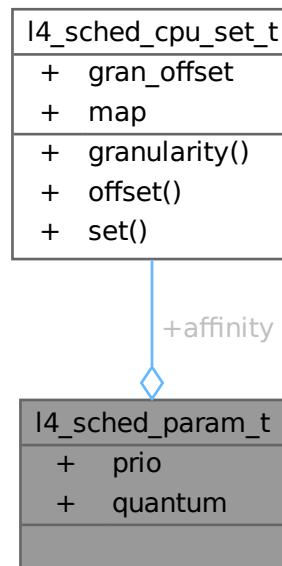 l4_sched_cpu_set_t
+ gran_offset
+ map
+ granularity()
+ offset()
+ set()
+affinity
l4_sched_param_t
+ prio
+ quantum